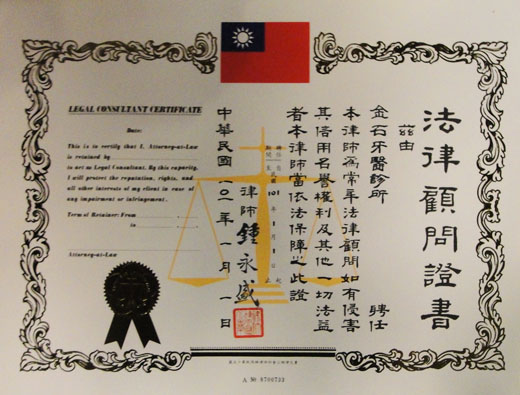 法律顧問證書
茲由
金石牙醫診所 聘任
本律師為常年法律顧問如有侵害
其信用名譽權利及其他一切法益
者本律師當依法保障之此證
律師 鍾永盛
中華民國 一〇一年 一月 一日
LEGAL CONSULTANT CERTIFICATE
Date:
This is to certify that I, Attorney-at-Law
is retained by
to act as Legal Consultant. By this capacity,
I will protect the reputation, rights, and
all other interests of my client in case of
any impairment or infringement.
Term of Retainer: From
to
Attorney-at-Law
A № 0700733